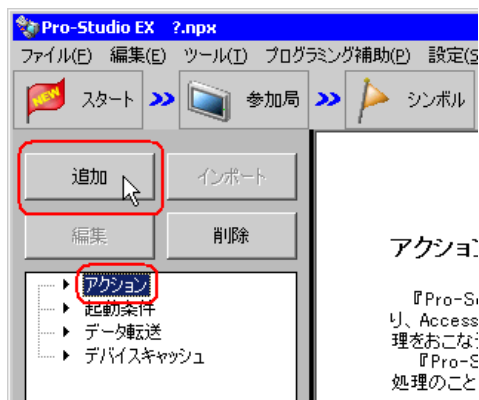 Pro-Studio EX ?.npx
ファイル(F) 編集(E) ツール(T) プログラミング補助(P) 設定(S
NEW スタート 参加局 シンボル
追加 インポート
編集 削除
アクション
アクション
起動条件
『Pro-S
データ転送
り、Access
デバイスキャッシュ
理をおこな
『Pro-S
処理のこと